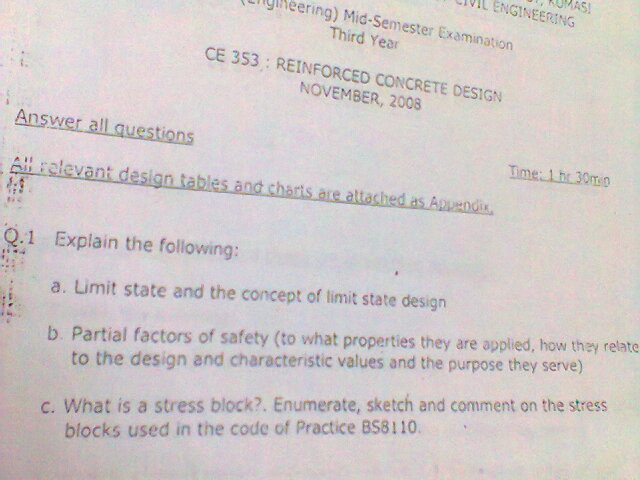 KUMASI
CIVIL ENGINEERING
(Engineering) Mid-Semester Examination
Third Year
CE 353 : REINFORCED CONCRETE DESIGN
NOVEMBER, 2008
Answer all questions
Time: 1 hr 30min
All relevant design tables and charts are attached as Appendix.
Q.1 Explain the following:
a. Limit state and the concept of limit state design
b. Partial factors of safety (to what properties they are applied, how they relate
to the design and characteristic values and the purpose they serve)
c. What is a stress block?. Enumerate, sketch and comment on the stress
blocks used in the code of Practice BS8110.